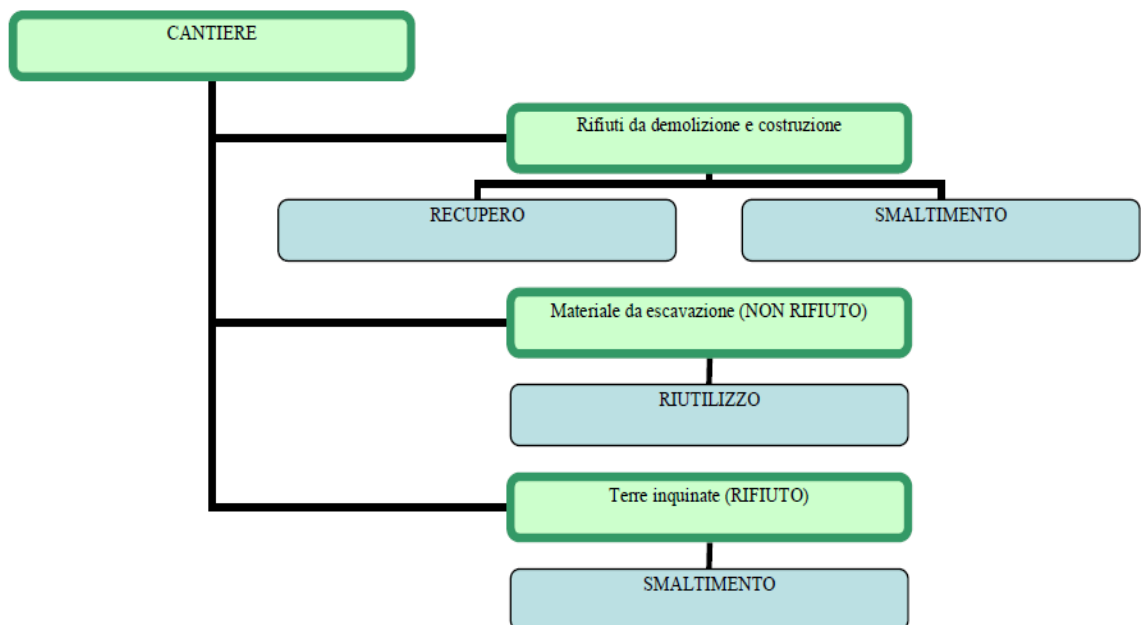 CANTIERE
Rifiuti da demolizione e costruzione
RECUPERO
SMALTIMENTO
Materiale da escavazione (NON RIFIUTO)
RIUTILIZZO
Terre inquinate (RIFIUTO)
SMALTIMENTO